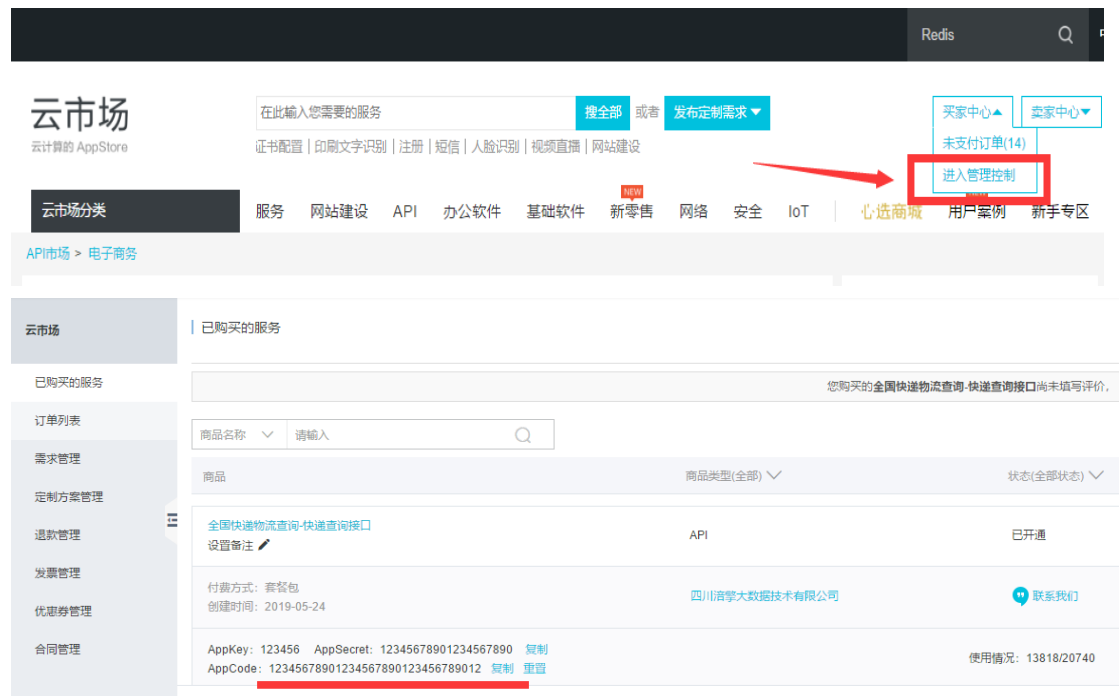 Redis
云市场
云计算的 AppStore
在此输入您需要的服务 搜全部 或者 发布定制需求
证书配置 | 印刷文字识别 | 注册 | 短信 | 人脸识别 | 视频直播 | 网站建设
买家中心 卖家中心
未支付订单(14)
进入管理控制
NEW
云市场分类 服务 网站建设 API 办公软件 基础软件 新零售 网络 安全 IoT 心选商城 用户案例 新手专区
API市场 > 电子商务
云市场
已购买的服务
订单列表
需求管理
定制方案管理
退款管理
发票管理
优惠券管理
合同管理
已购买的服务
您购买的全国快递物流查询-快递查询接口尚未填写评价,
商品名称 请输入
商品 商品类型(全部) 状态(全部状态)
全国快递物流查询-快递查询接口
设置备注
API 已开通
付费方式: 套餐包
创建时间: 2019-05-24
四川涪擎大数据技术有限公司 联系我们
AppKey: 123456 AppSecret: 12345678901234567890 复制
AppCode: 12345678901234567890123456789012 复制 重置
使用情况: 13818/20740